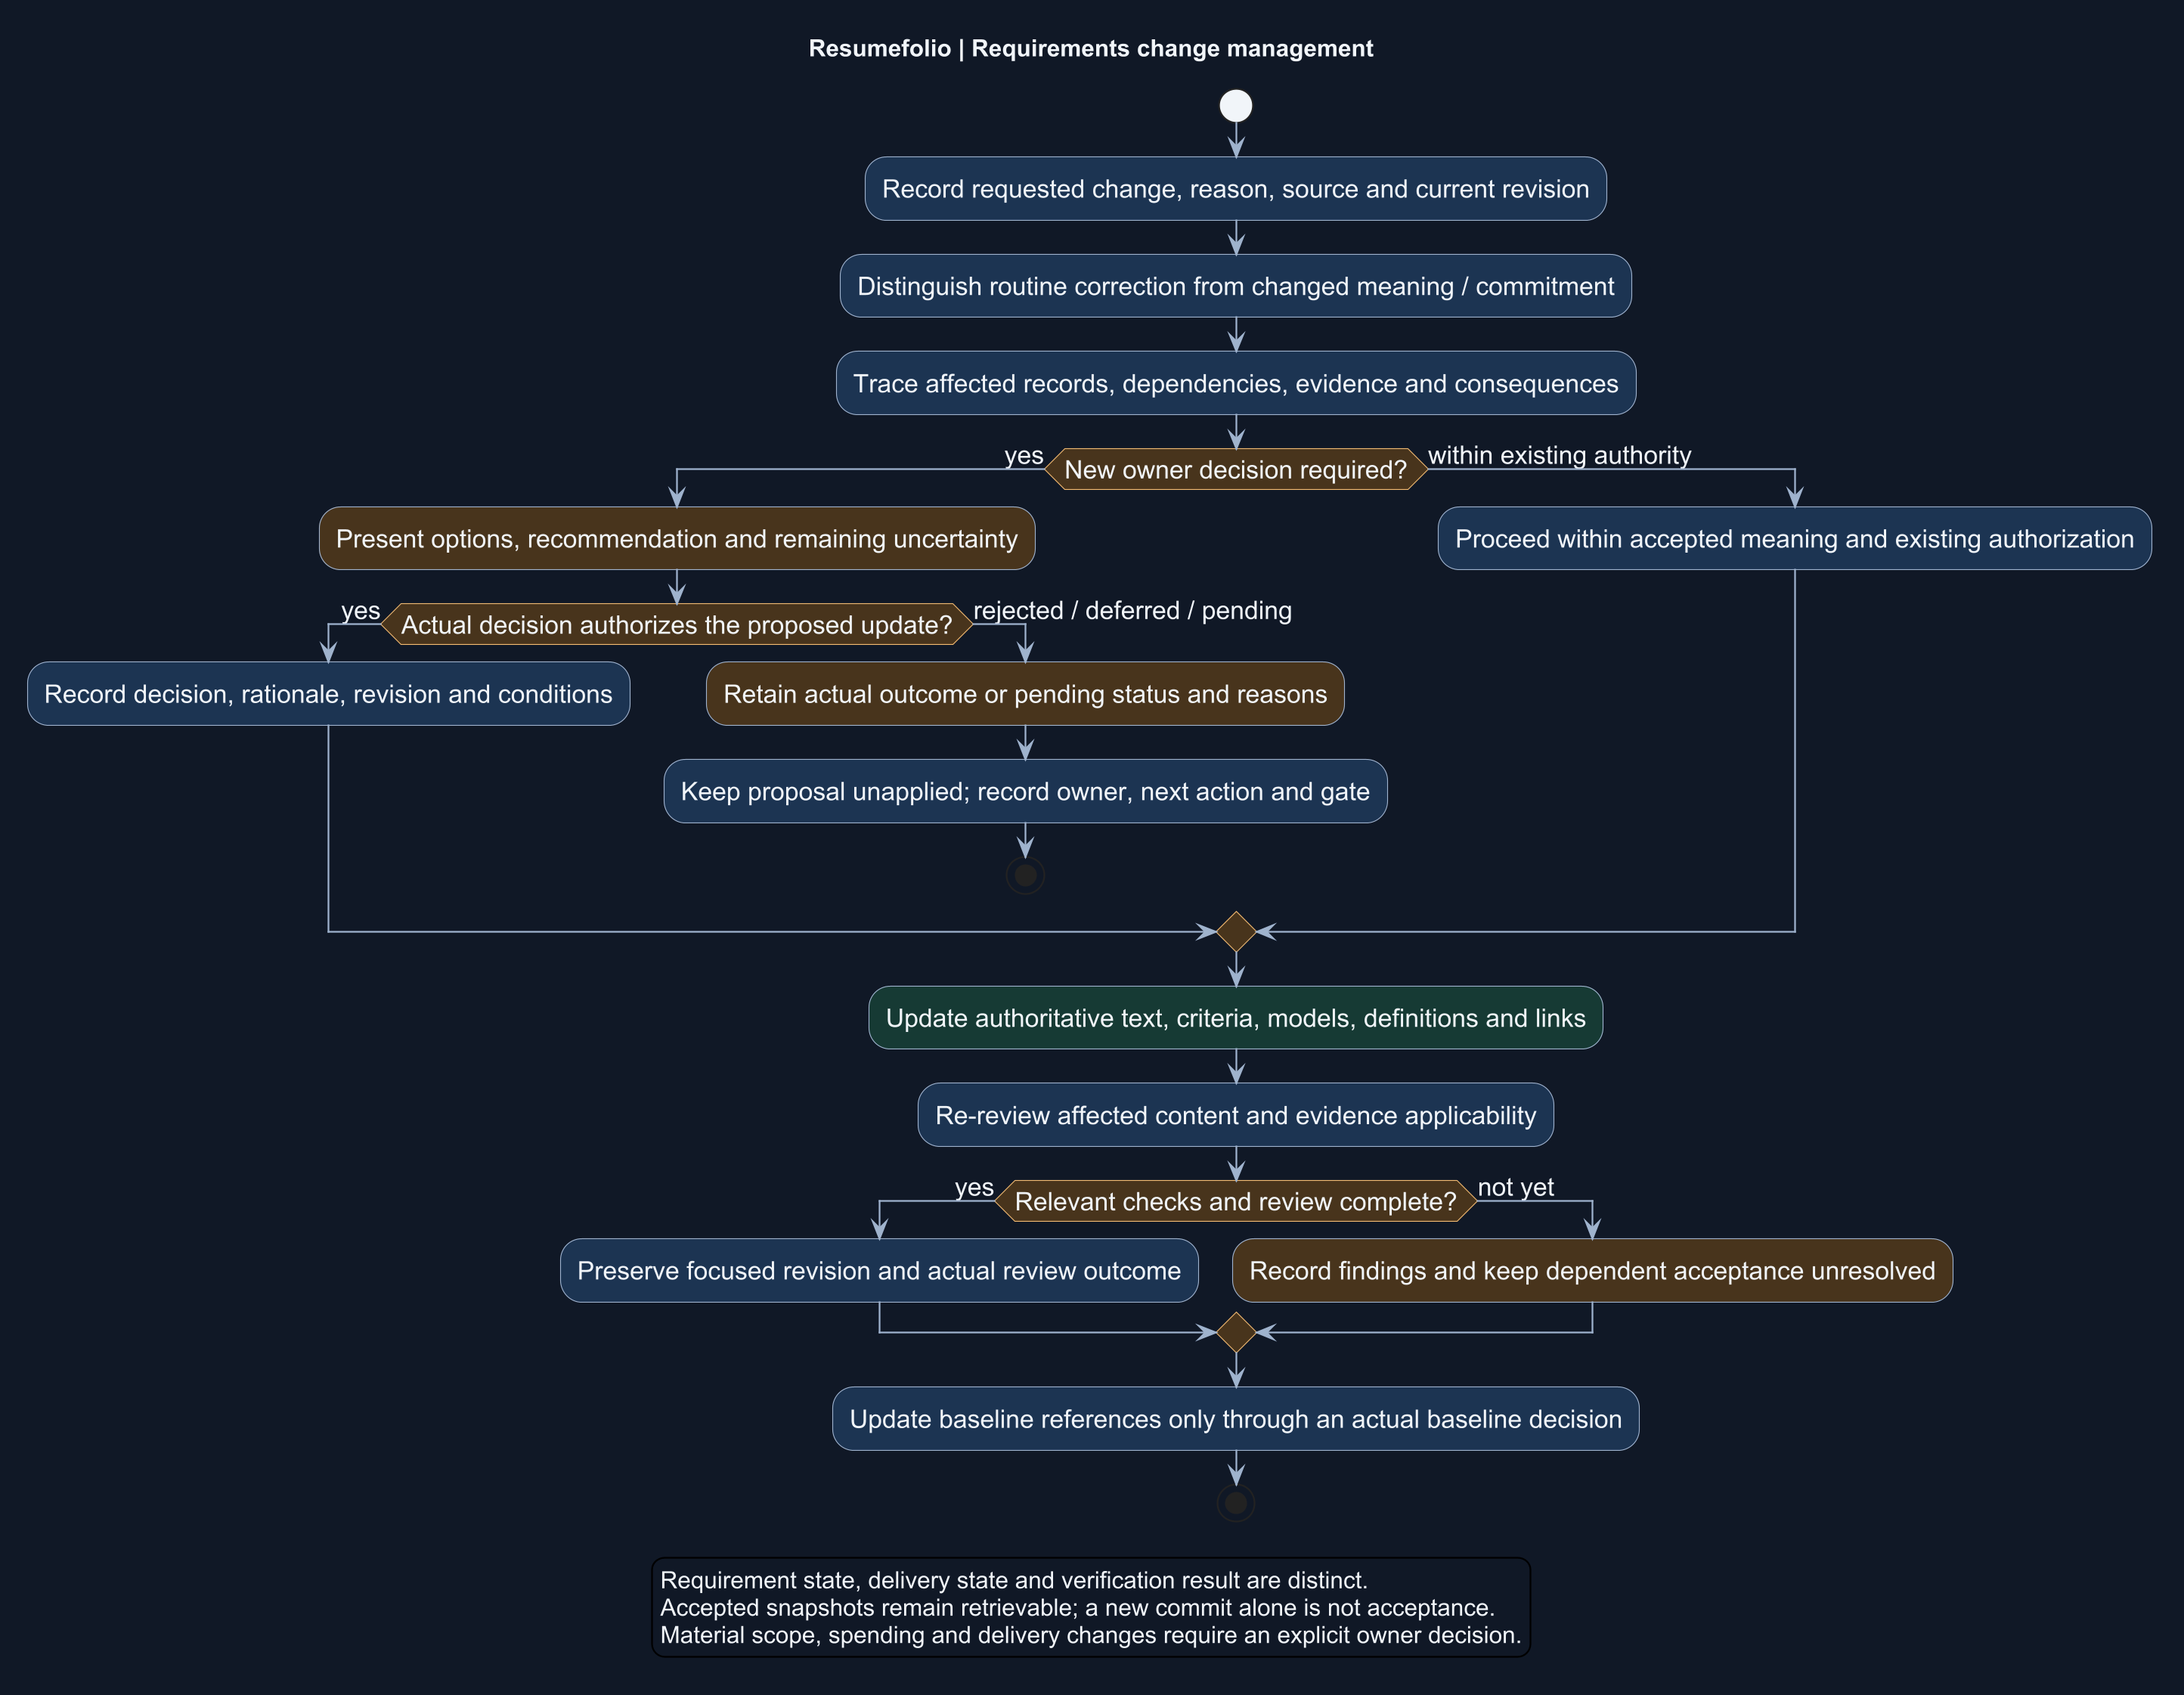 Resumefolio | Requirements change management
Record requested change, reason, source and current revision
Distinguish routine correction from changed meaning / commitment
Trace affected records, dependencies, evidence and consequences
yes
New owner decision required?
within existing authority
Present options, recommendation and remaining uncertainty
Proceed within accepted meaning and existing authorization
yes
Actual decision authorizes the proposed update?
rejected / deferred / pending
Record decision, rationale, revision and conditions
Retain actual outcome or pending status and reasons
Keep proposal unapplied; record owner, next action and gate
Update authoritative text, criteria, models, definitions and links
Re-review affected content and evidence applicability
yes
Relevant checks and review complete?
not yet
Preserve focused revision and actual review outcome
Record findings and keep dependent acceptance unresolved
Update baseline references only through an actual baseline decision
Requirement state, delivery state and verification result are distinct.
Accepted snapshots remain retrievable; a new commit alone is not acceptance.
Material scope, spending and delivery changes require an explicit owner decision.